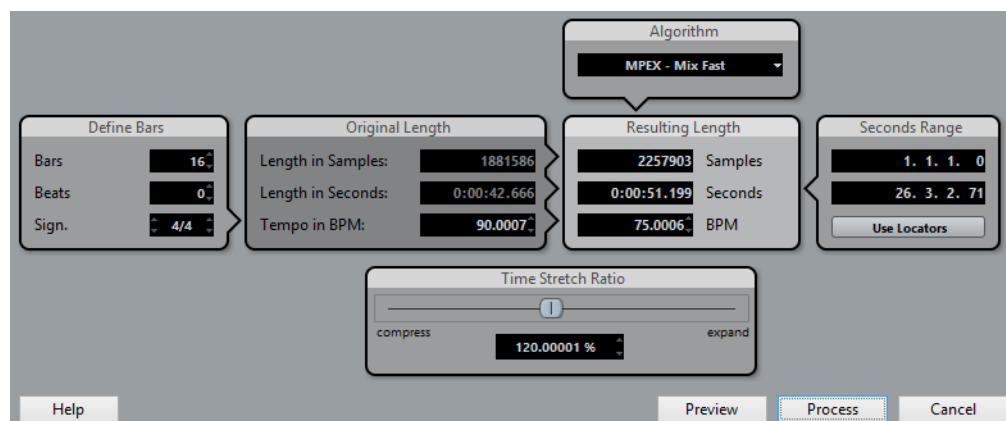 Algorithm
MPEX - Mix Fast
Define Bars
Bars 16
Beats 0
Sign. 4/4
Original Length
Length in Samples: 1881586
Length in Seconds: 0:00:42.666
Tempo in BPM: 90.0007
Resulting Length
2257903 Samples
0:00:51.199 Seconds
75.0006 BPM
Seconds Range
1. 1. 1. 0
26. 3. 2. 71
Use Locators
Time Stretch Ratio
compress expand
120.00001 %
Help Preview Process Cancel